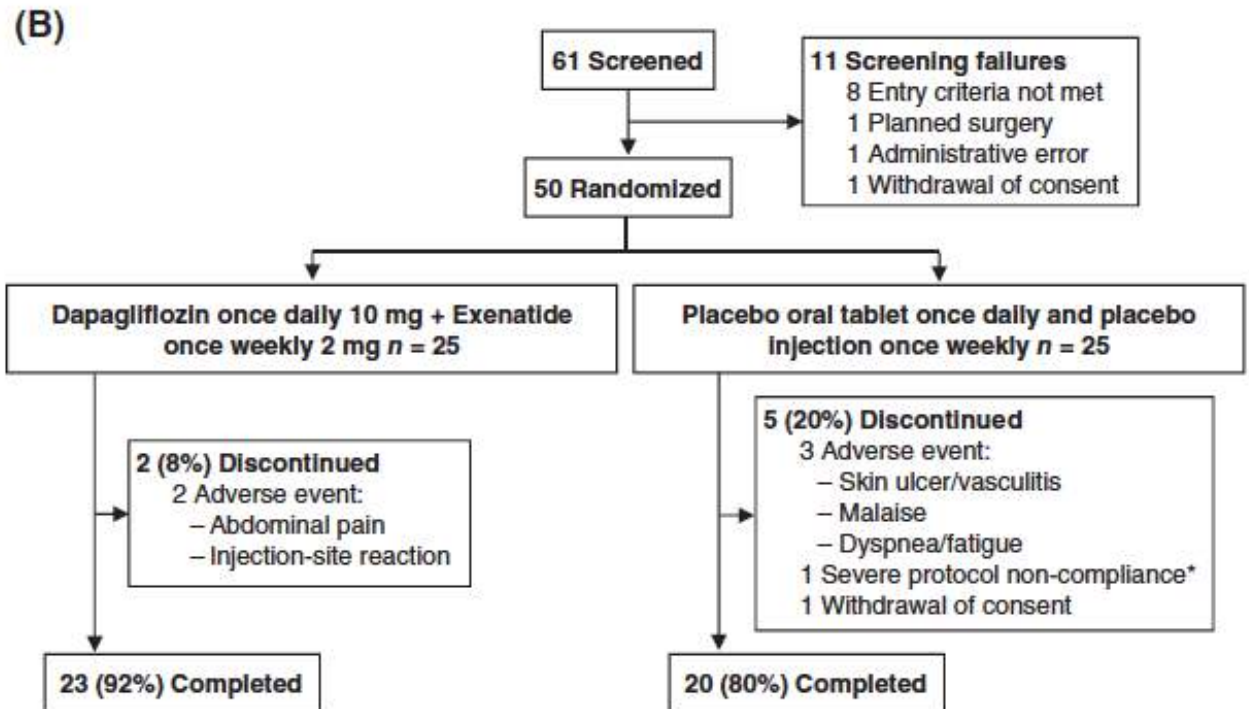 (B)
61 Screened
11 Screening failures
8 Entry criteria not met
1 Planned surgery
1 Administrative error
1 Withdrawal of consent
50 Randomized
Dapagliflozin once daily 10 mg + Exenatide
once weekly 2 mg n = 25
Placebo oral tablet once daily and placebo
injection once weekly n = 25
2 (8%) Discontinued
2 Adverse event:
– Abdominal pain
– Injection-site reaction
5 (20%) Discontinued
3 Adverse event:
– Skin ulcer/vasculitis
– Malaise
– Dyspnea/fatigue
1 Severe protocol non-compliance*
1 Withdrawal of consent
23 (92%) Completed
20 (80%) Completed